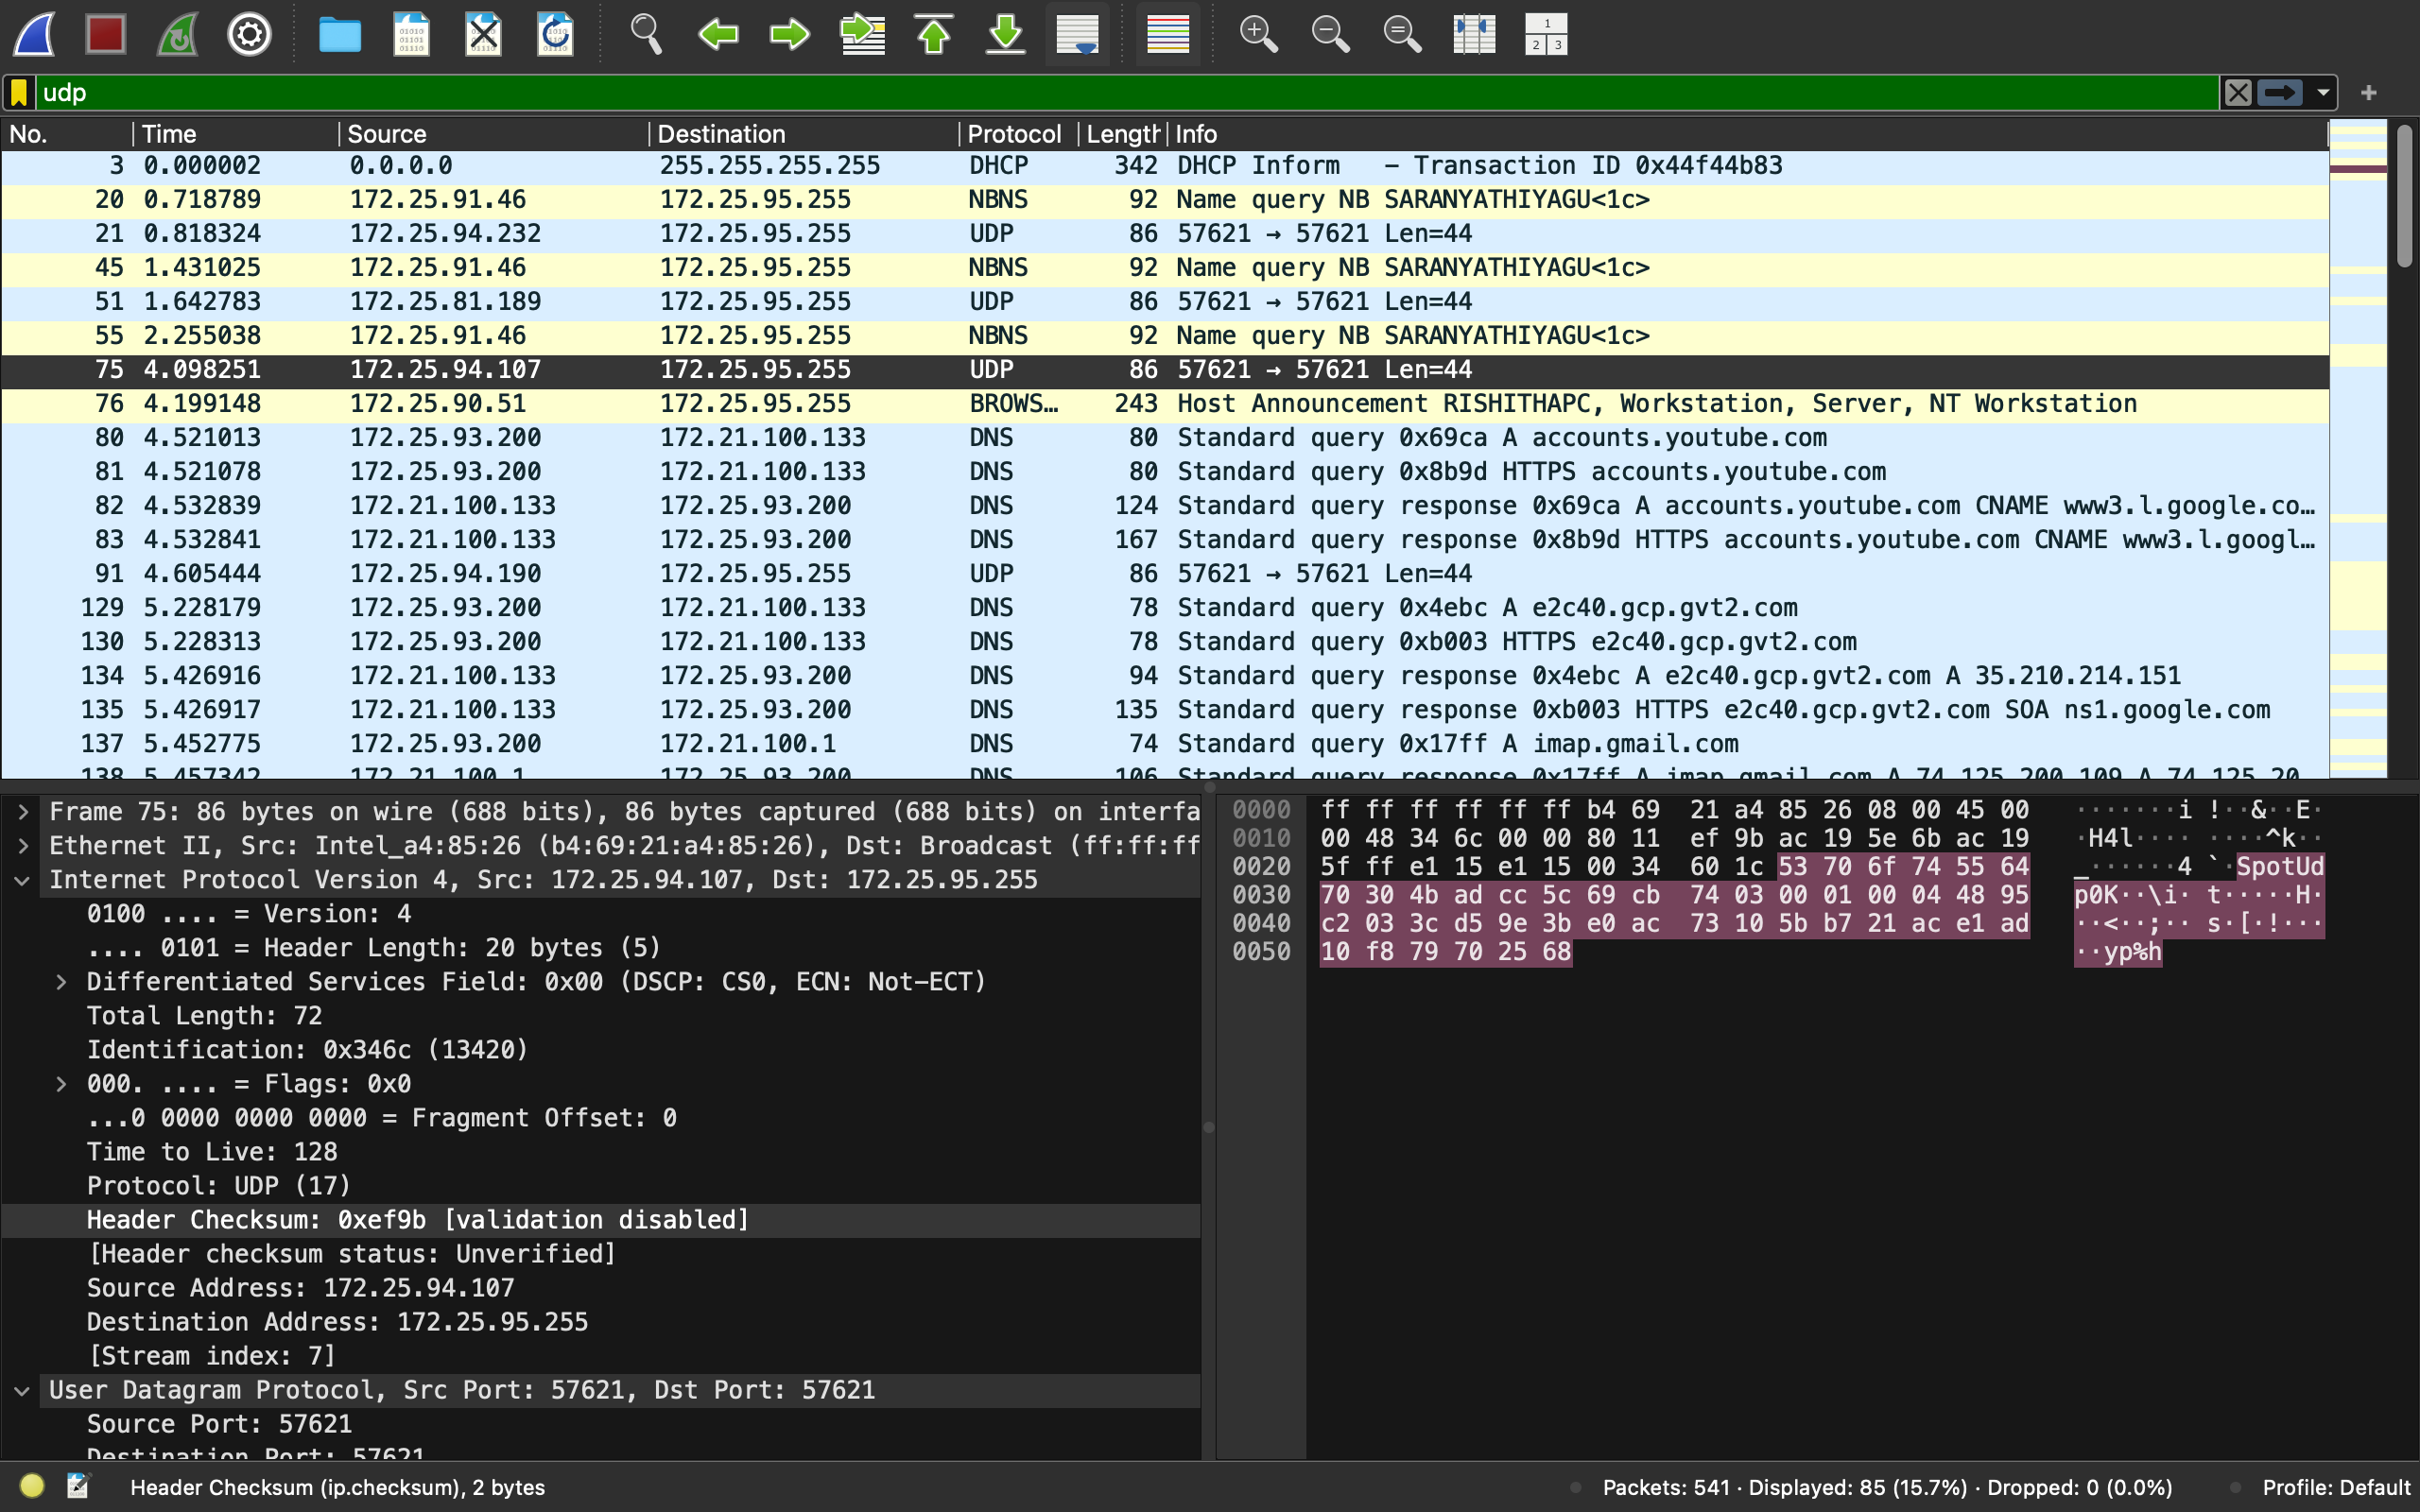 udp
No. Time Source Destination Protocol Length Info
3 0.000002 0.0.0.0 255.255.255.255 DHCP 342 DHCP Inform – Transaction ID 0x44f44b83
20 0.718789 172.25.91.46 172.25.95.255 NBNS 92 Name query NB SARANYATHIYAGU<1c>
21 0.818324 172.25.94.232 172.25.95.255 UDP 86 57621 → 57621 Len=44
45 1.431025 172.25.91.46 172.25.95.255 NBNS 92 Name query NB SARANYATHIYAGU<1c>
51 1.642783 172.25.81.189 172.25.95.255 UDP 86 57621 → 57621 Len=44
55 2.255038 172.25.91.46 172.25.95.255 NBNS 92 Name query NB SARANYATHIYAGU<1c>
75 4.098251 172.25.94.107 172.25.95.255 UDP 86 57621 → 57621 Len=44
76 4.199148 172.25.90.51 172.25.95.255 BROWS… 243 Host Announcement RISHITHAPC, Workstation, Server, NT Workstation
80 4.521013 172.25.93.200 172.21.100.133 DNS 80 Standard query 0x69ca A accounts.youtube.com
81 4.521078 172.25.93.200 172.21.100.133 DNS 80 Standard query 0x8b9d HTTPS accounts.youtube.com
82 4.532839 172.21.100.133 172.25.93.200 DNS 124 Standard query response 0x69ca A accounts.youtube.com CNAME www3.l.google.co…
83 4.532841 172.21.100.133 172.25.93.200 DNS 167 Standard query response 0x8b9d HTTPS accounts.youtube.com CNAME www3.l.googl…
91 4.605444 172.25.94.190 172.25.95.255 UDP 86 57621 → 57621 Len=44
129 5.228179 172.25.93.200 172.21.100.133 DNS 78 Standard query 0x4ebc A e2c40.gcp.gvt2.com
130 5.228313 172.25.93.200 172.21.100.133 DNS 78 Standard query 0xb003 HTTPS e2c40.gcp.gvt2.com
134 5.426916 172.21.100.133 172.25.93.200 DNS 94 Standard query response 0x4ebc A e2c40.gcp.gvt2.com A 35.210.214.151
135 5.426917 172.21.100.133 172.25.93.200 DNS 135 Standard query response 0xb003 HTTPS e2c40.gcp.gvt2.com SOA ns1.google.com
137 5.452775 172.25.93.200 172.21.100.1 DNS 74 Standard query 0x17ff A imap.gmail.com
138 5.457342 172.21.100.1 172.25.93.200 DNS 106 Standard query response 0x17ff A imap.gmail.com A 74.125.200.109 A 74.125.20
Frame 75: 86 bytes on wire (688 bits), 86 bytes captured (688 bits) on interfa
Ethernet II, Src: Intel_a4:85:26 (b4:69:21:a4:85:26), Dst: Broadcast (ff:ff:ff
Internet Protocol Version 4, Src: 172.25.94.107, Dst: 172.25.95.255
0100 .... = Version: 4
.... 0101 = Header Length: 20 bytes (5)
Differentiated Services Field: 0x00 (DSCP: CS0, ECN: Not-ECT)
Total Length: 72
Identification: 0x346c (13420)
000. .... = Flags: 0x0
...0 0000 0000 0000 = Fragment Offset: 0
Time to Live: 128
Protocol: UDP (17)
Header Checksum: 0xef9b [validation disabled]
[Header checksum status: Unverified]
Source Address: 172.25.94.107
Destination Address: 172.25.95.255
[Stream index: 7]
User Datagram Protocol, Src Port: 57621, Dst Port: 57621
Source Port: 57621
Destination Port: 57621
0000 ff ff ff ff ff ff b4 69 21 a4 85 26 08 00 45 00 ·······i !··&··E·
0010 00 48 34 6c 00 00 80 11 ef 9b ac 19 5e 6b ac 19 ·H4l···· ····^k··
0020 5f ff e1 15 e1 15 00 34 60 1c 53 70 6f 74 55 64 _······4 `·SpotUd
0030 70 30 4b ad cc 5c 69 cb 74 03 00 01 00 04 48 95 p0K··\i· t·····H·
0040 c2 03 3c d5 9e 3b e0 ac 73 10 5b b7 21 ac e1 ad ··<··;·· s·[·!···
0050 10 f8 79 70 25 68 ··yp%h
Header Checksum (ip.checksum), 2 bytes
Packets: 541 · Displayed: 85 (15.7%) · Dropped: 0 (0.0%)
Profile: Default